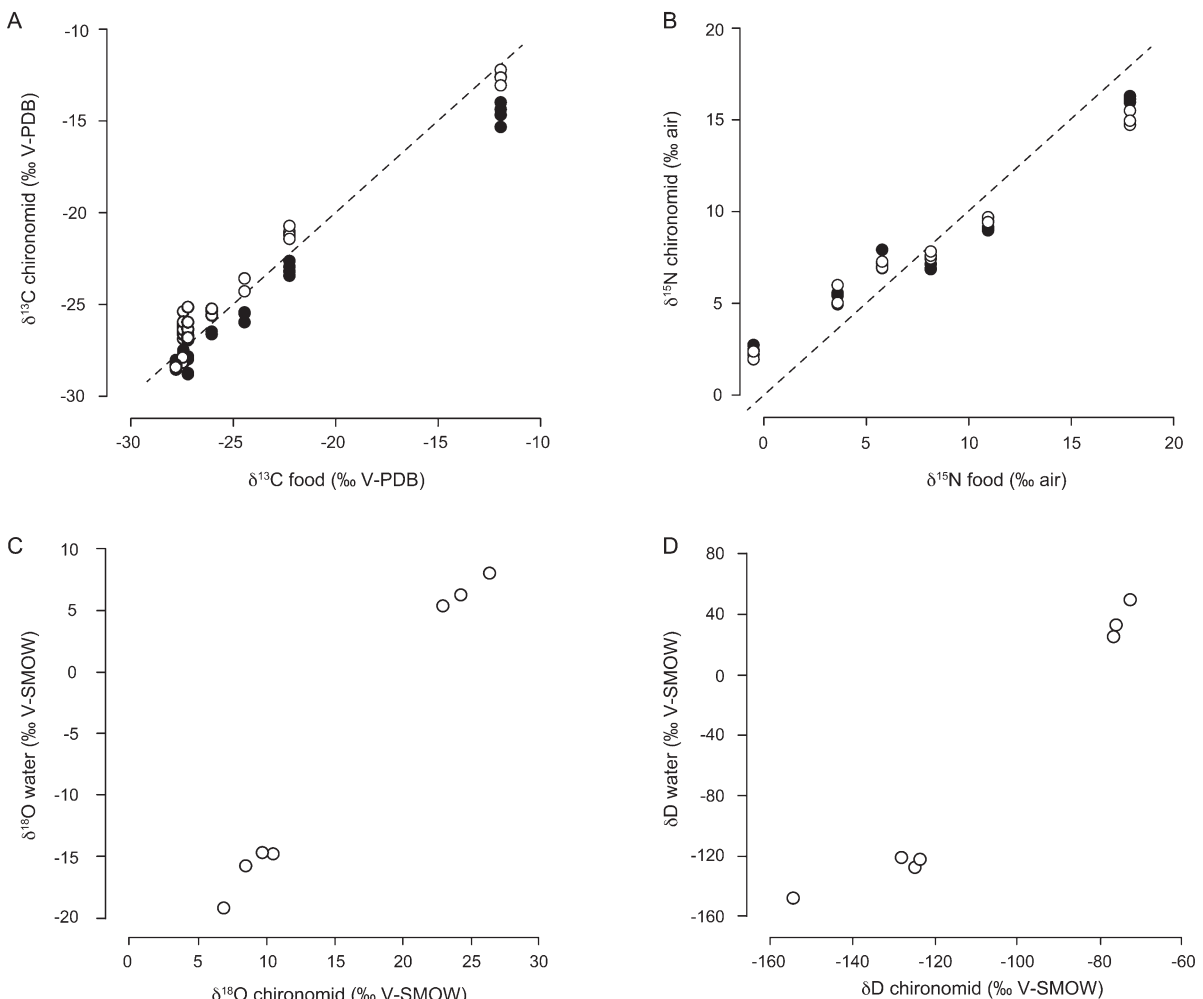 A
-10
-15
-20
-25
-30
δ¹³C chironomid (‰ V-PDB)
-30 -25 -20 -15 -10
δ¹³C food (‰ V-PDB)
B
20
15
10
5
0
δ¹⁵N chironomid (‰ air)
0 5 10 15 20
δ¹⁵N food (‰ air)
C
10
5
0
-5
-10
-15
-20
δ¹⁸O water (‰ V-SMOW)
0 5 10 15 20 25 30
δ¹⁸O chironomid (‰ V-SMOW)
D
80
40
0
-40
-80
-120
-160
δD water (‰ V-SMOW)
-160 -140 -120 -100 -80 -60
δD chironomid (‰ V-SMOW)